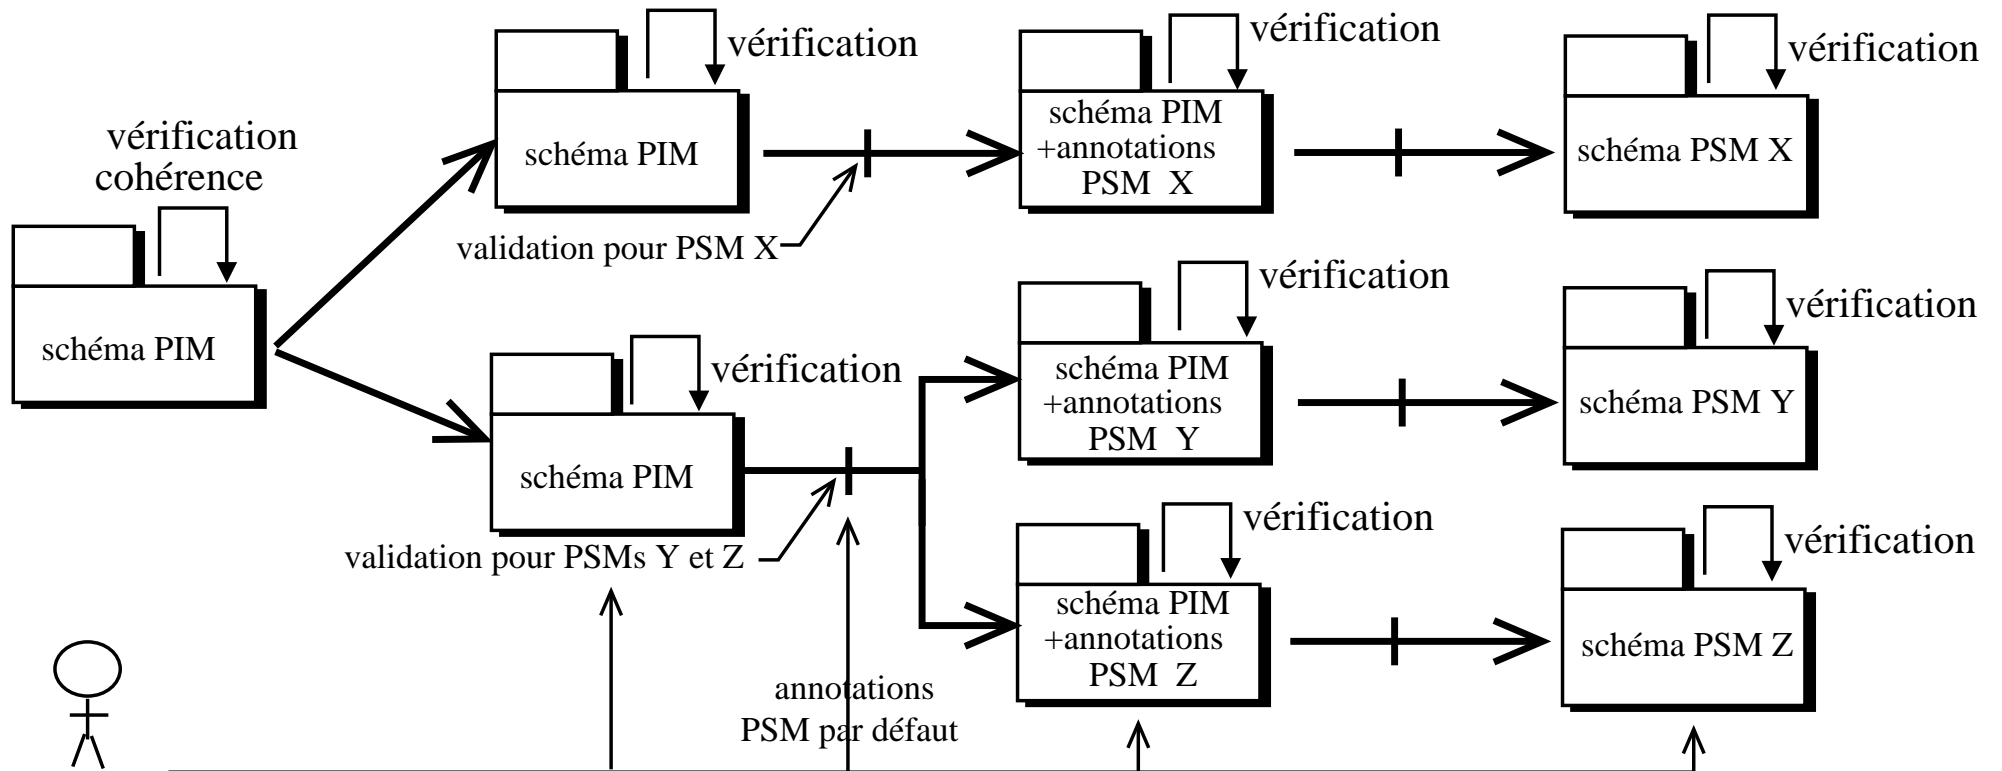 vérification
cohérence
schéma PIM
vérification
schéma PIM
validation pour PSM X
vérification
schéma PIM
+annotations
PSM X
vérification
schéma PSM X
vérification
schéma PIM
validation pour PSMs Y et Z
vérification
schéma PIM
+annotations
PSM Y
vérification
schéma PSM Y
vérification
schéma PIM
+annotations
PSM Z
vérification
schéma PSM Z
annotations
PSM par défaut